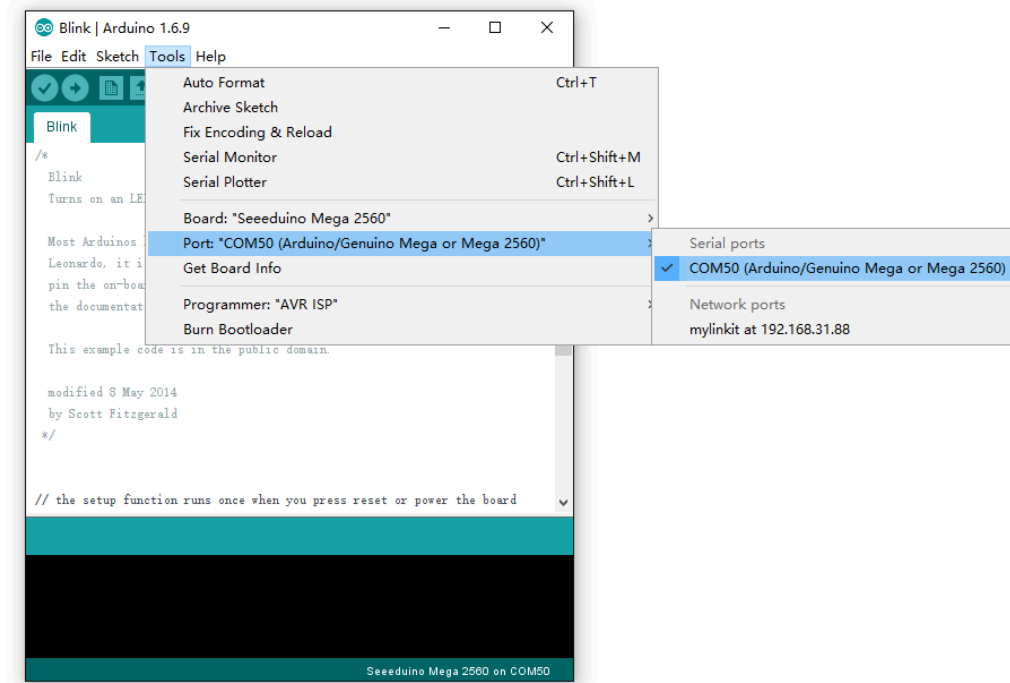 Blink | Arduino 1.6.9
File Edit Sketch Tools Help
Auto Format Ctrl+T
Archive Sketch
Fix Encoding & Reload
Serial Monitor Ctrl+Shift+M
Serial Plotter Ctrl+Shift+L
Board: "Seeeduino Mega 2560"
Port: "COM50 (Arduino/Genuino Mega or Mega 2560)"
Get Board Info
Programmer: "AVR ISP"
Burn Bootloader
Serial ports
COM50 (Arduino/Genuino Mega or Mega 2560)
Network ports
mylinkit at 192.168.31.88
Blink
/*
Blink
Turns on an LE
Most Arduinos
Leonardo, it i
pin the on-boa
the documentat
This example code is in the public domain.
modified 8 May 2014
by Scott Fitzgerald
*/
// the setup function runs once when you press reset or power the board
Seeeduino Mega 2560 on COM50